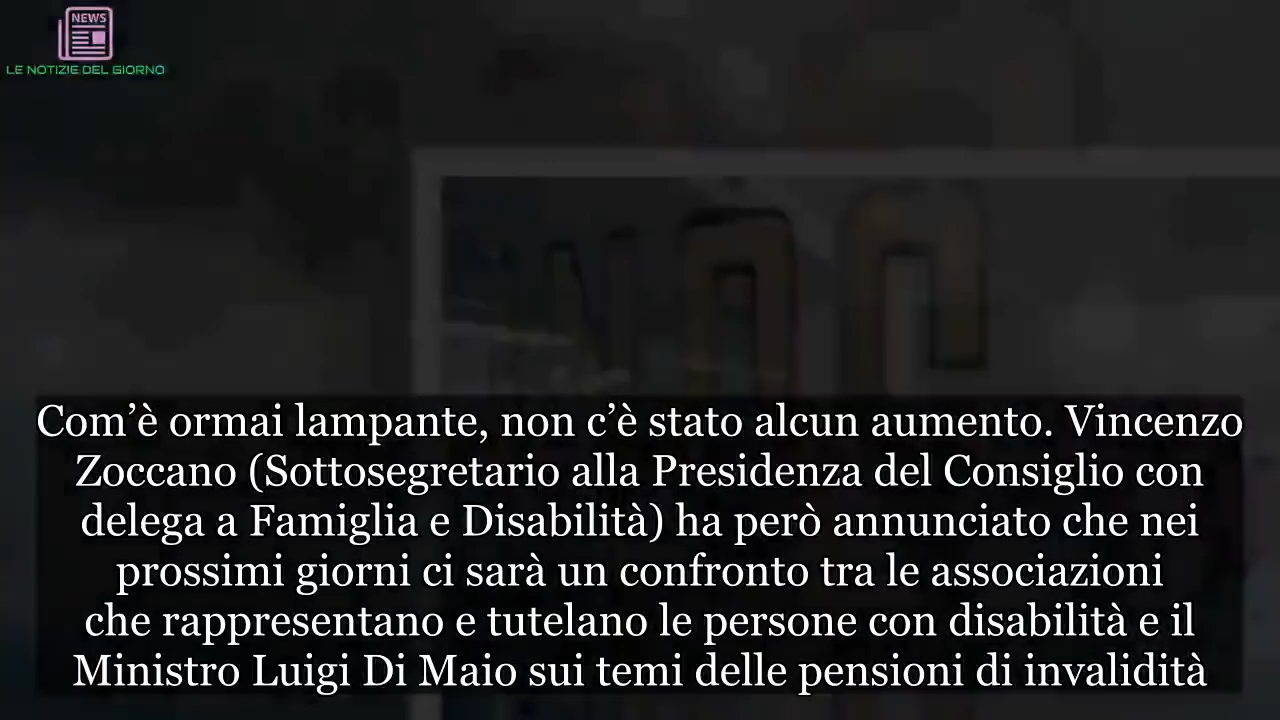 NEWS
LE NOTIZIE DEL GIORNO
Com’è ormai lampante, non c’è stato alcun aumento. Vincenzo
Zoccano (Sottosegretario alla Presidenza del Consiglio con
delega a Famiglia e Disabilità) ha però annunciato che nei
prossimi giorni ci sarà un confronto tra le associazioni
che rappresentano e tutelano le persone con disabilità e il
Ministro Luigi Di Maio sui temi delle pensioni di invalidità